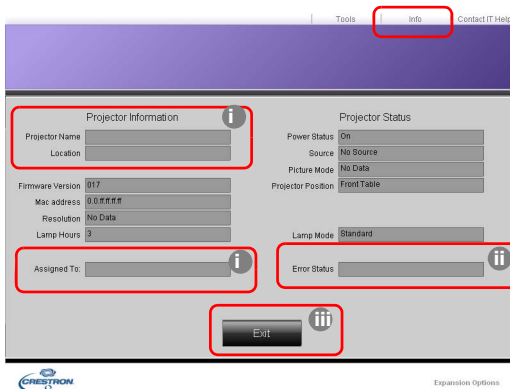 Tools Info Contact IT Help
Projector Information i Projector Status
Projector Name Power Status On
Location Source No Source
Picture Mode No Data
Firmware Version 017 Projector Position Front Table
Mac address 0.0.ff.ff.ff.ff
Resolution No Data
Lamp Hours 3 Lamp Mode Standard
Assigned To: i Error Status ii
Exit iii
CRESTRON Expansion Options